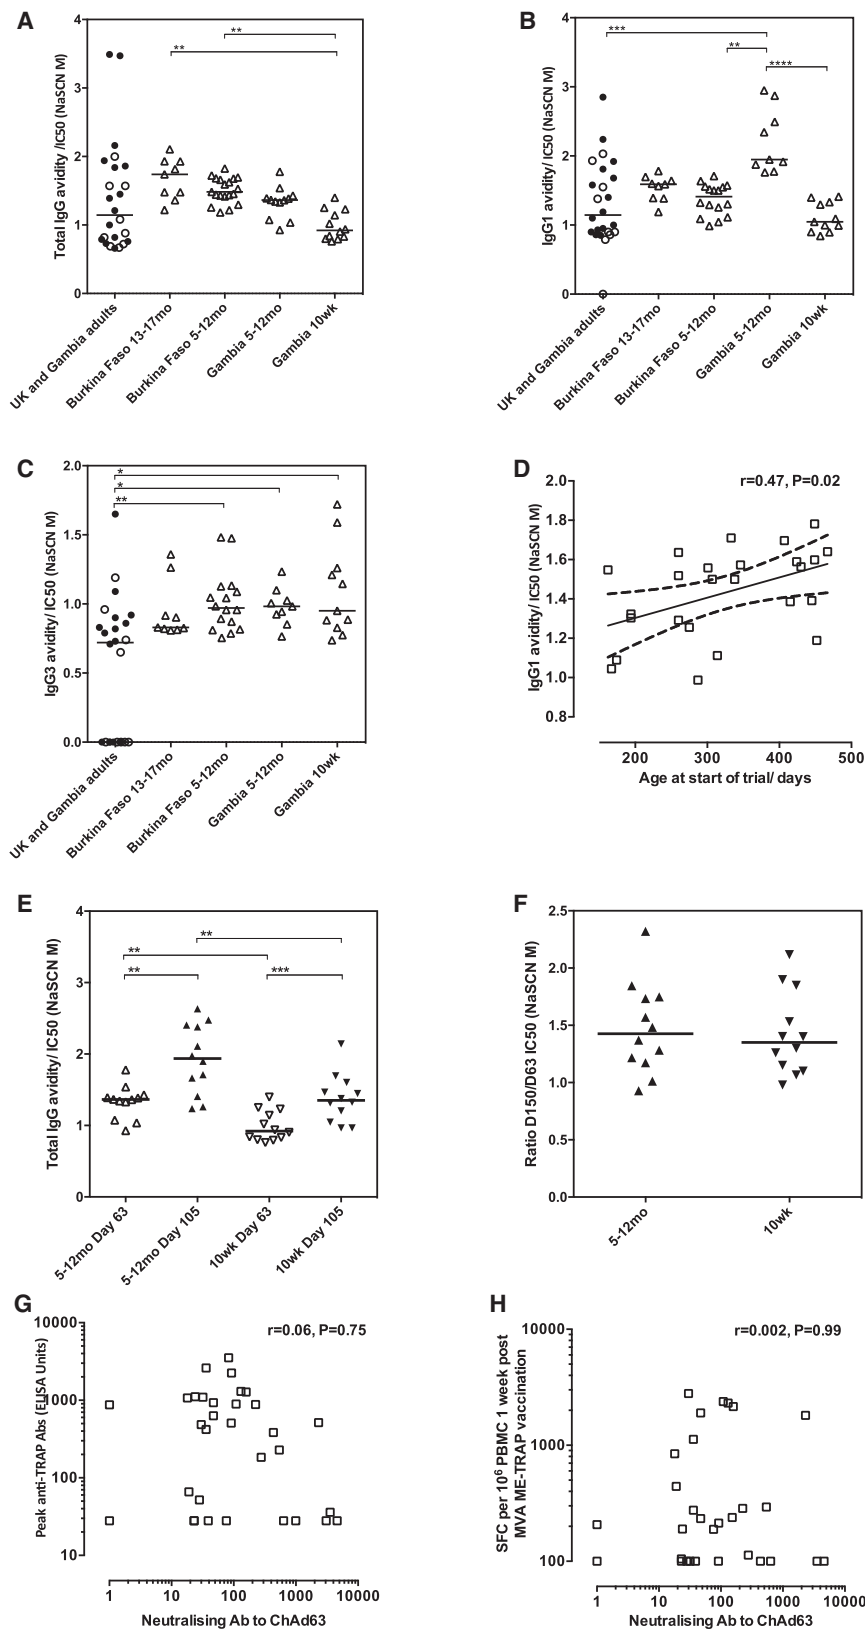 A
Total IgG avidity /IC50 (NaSCN M)
4
3
2
1
0
**
**
UK and Gambia adults
Burkina Faso 13-17mo
Burkina Faso 5-12mo
Gambia 5-12mo
Gambia 10wk
B
IgG1 avidity/ IC50 (NaSCN M)
4
3
2
1
0
***
**
****
UK and Gambia adults
Burkina Faso 13-17mo
Burkina Faso 5-12mo
Gambia 5-12mo
Gambia 10wk
C
IgG3 avidity/ IC50 (NaSCN M)
2.0
1.5
1.0
0.5
0.0
*
*
**
UK and Gambia adults
Burkina Faso 13-17mo
Burkina Faso 5-12mo
Gambia 5-12mo
Gambia 10wk
D
r=0.47, P=0.02
IgG1 avidity/ IC50 (NaSCN M)
2.0
1.8
1.6
1.4
1.2
1.0
0.8
200 300 400 500
Age at start of trial/ days
E
Total IgG avidity/ IC50 (NaSCN M)
4
3
2
1
0
**
**
**
***
5-12mo Day 63
5-12mo Day 105
10wk Day 63
10wk Day 105
F
Ratio D150/D63 IC50 (NaSCN M)
2.5
2.0
1.5
1.0
0.5
0.0
5-12mo
10wk
G
r=0.06, P=0.75
Peak anti-TRAP Abs (ELISA Units)
10000
1000
100
10
1 10 100 1000 10000
Neutralising Ab to ChAd63
H
r=0.002, P=0.99
SFC per 10⁶ PBMC 1 week post
MVA ME-TRAP vaccination
10000
1000
100
1 10 100 1000 10000
Neutralising Ab to ChAd63